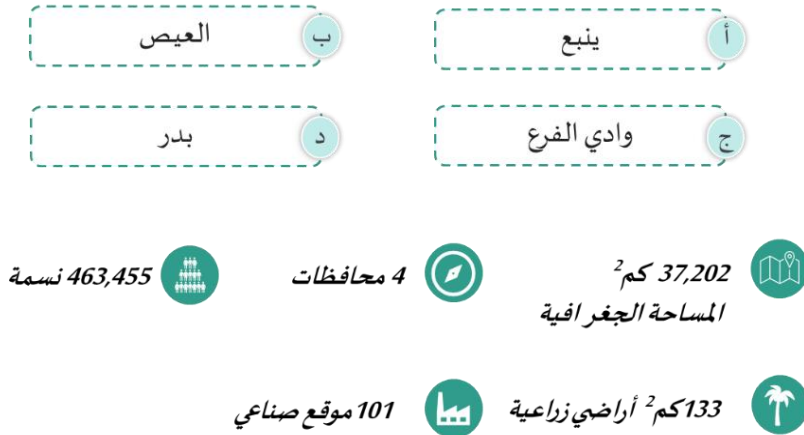 أ ينبع
ب العيص
ج وادي الفرع
د بدر
37,202 كم2
المساحة الجغرافية
4 محافظات
463,455 نسمة
133كم2 أراضي زراعية
101 موقع صناعي